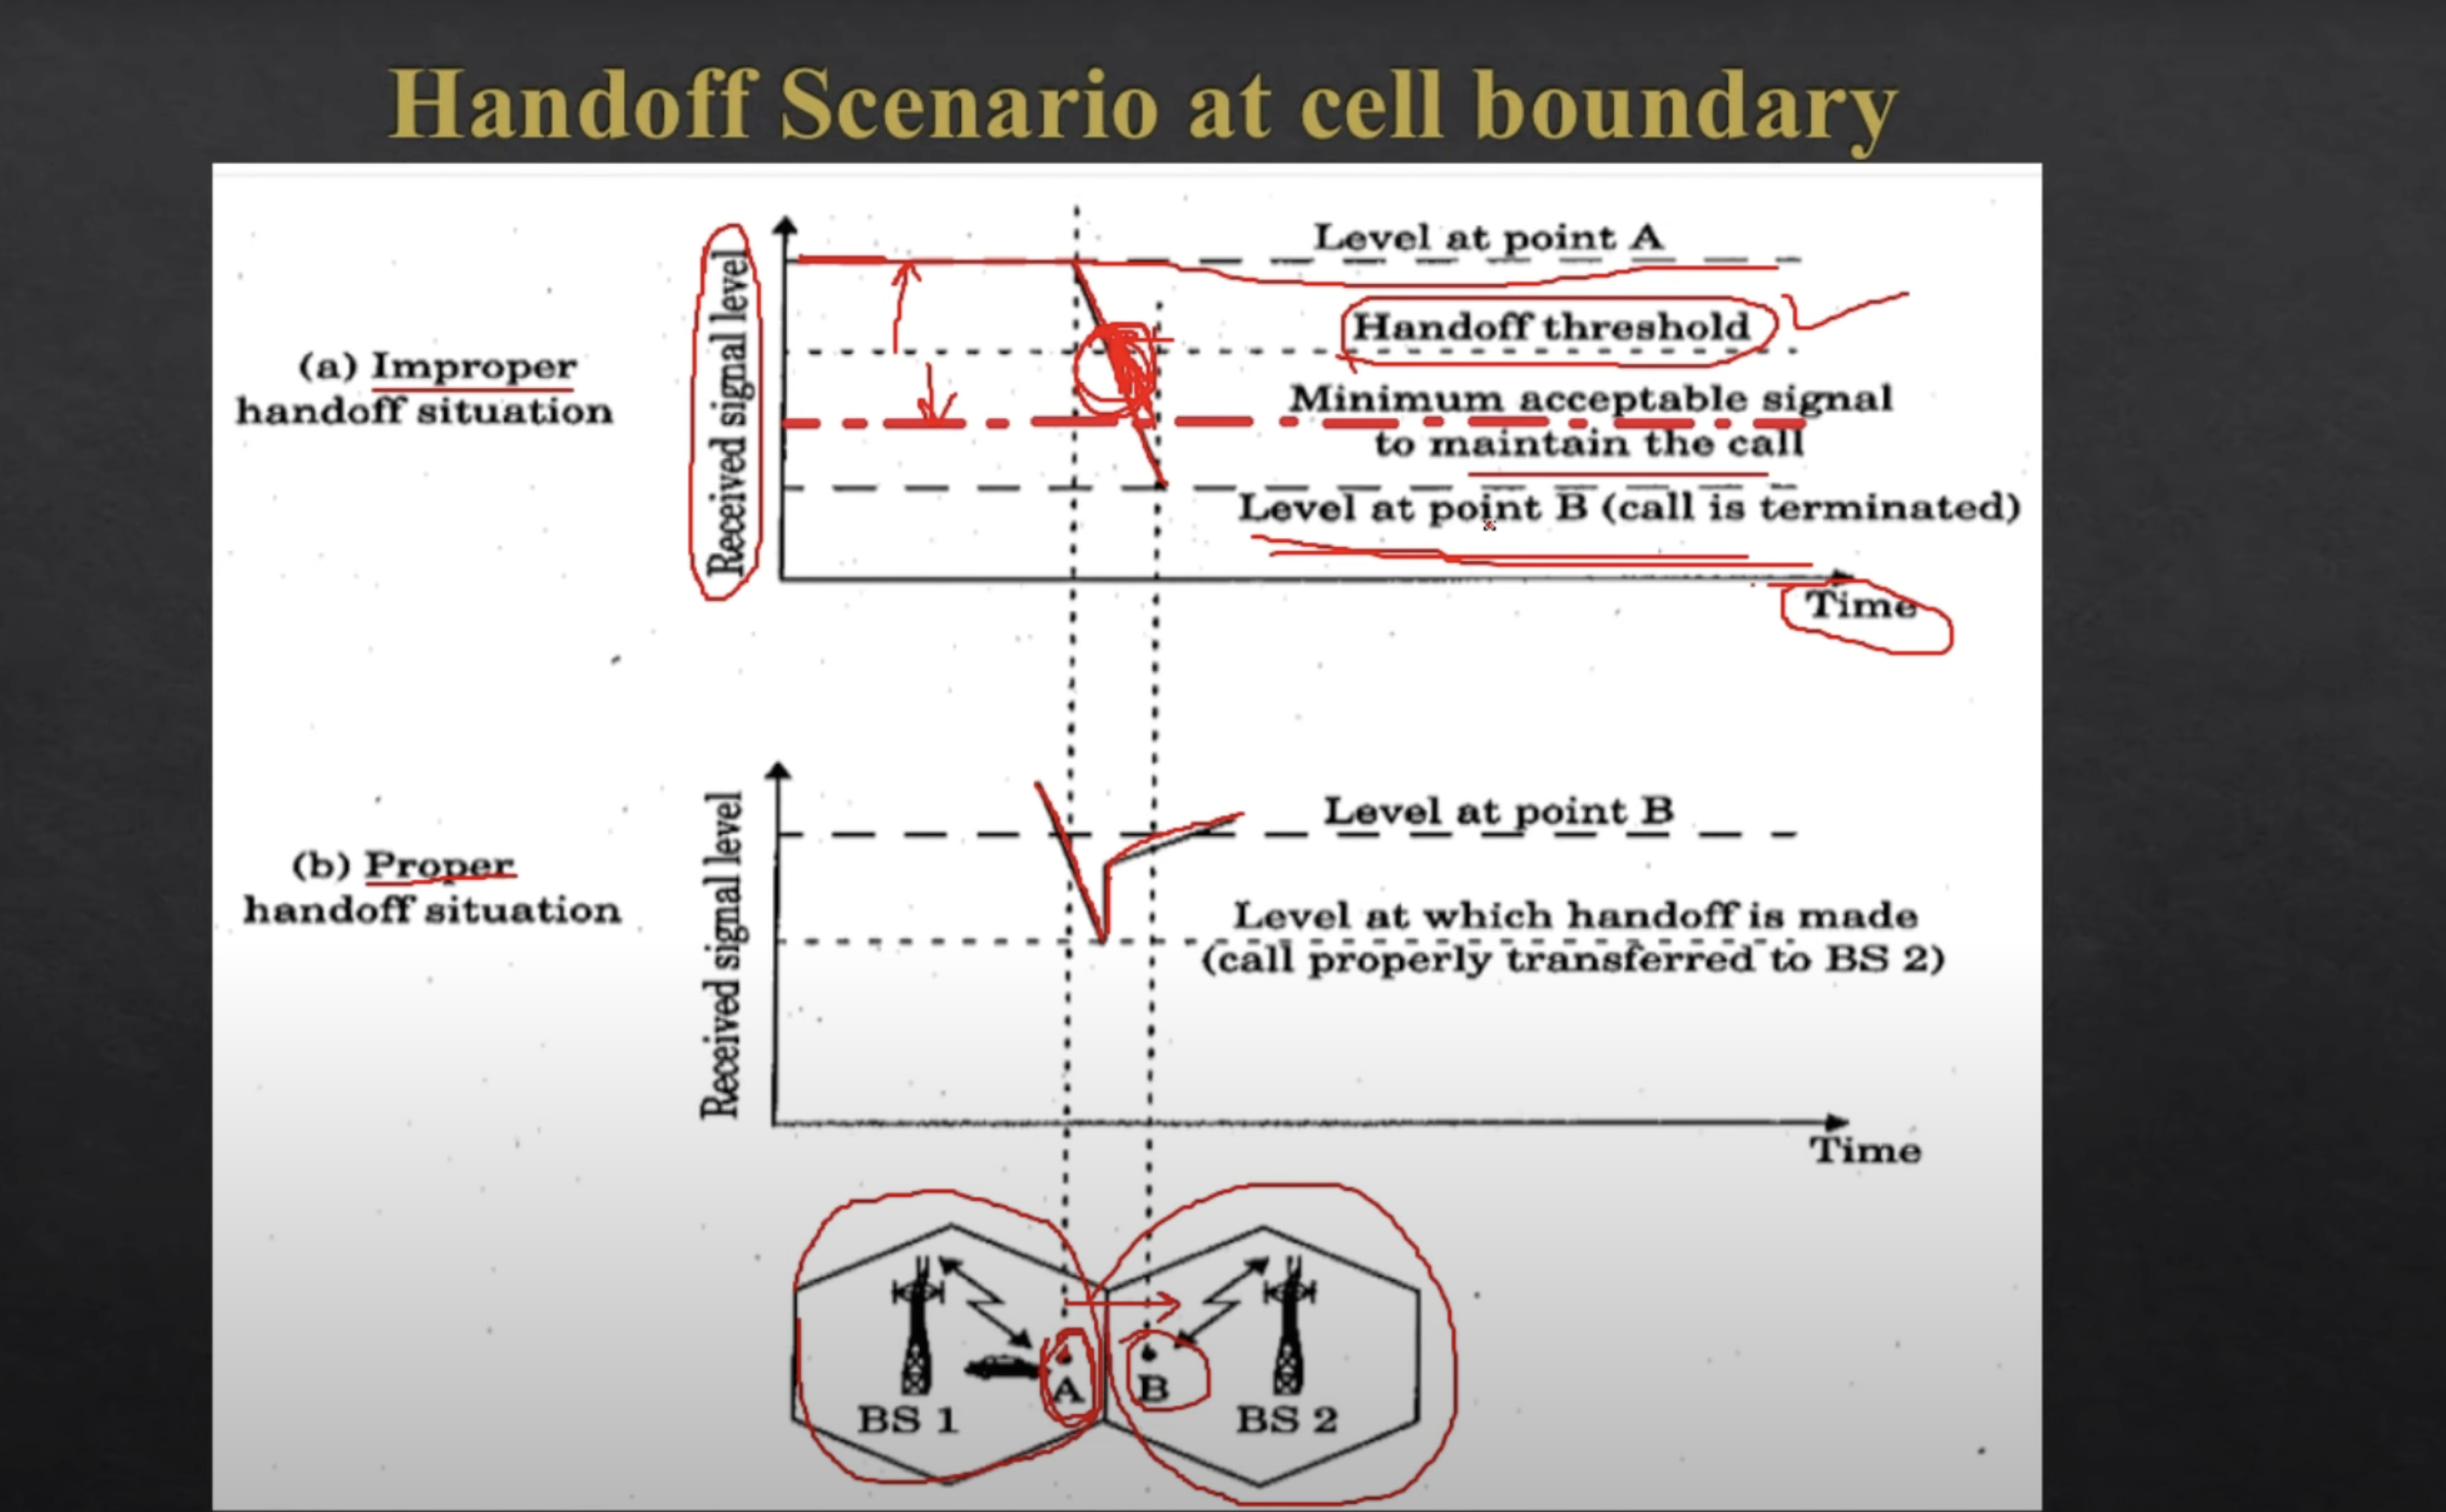 Handoff Scenario at cell boundary
Received signal level
Level at point A
Handoff threshold
(a) Improper
handoff situation
Minimum acceptable signal
to maintain the call
Level at point B (call is terminated)
Time
Received signal level
Level at point B
(b) Proper
handoff situation
Level at which handoff is made
(call properly transferred to BS 2)
Time
A
B
BS 1
BS 2